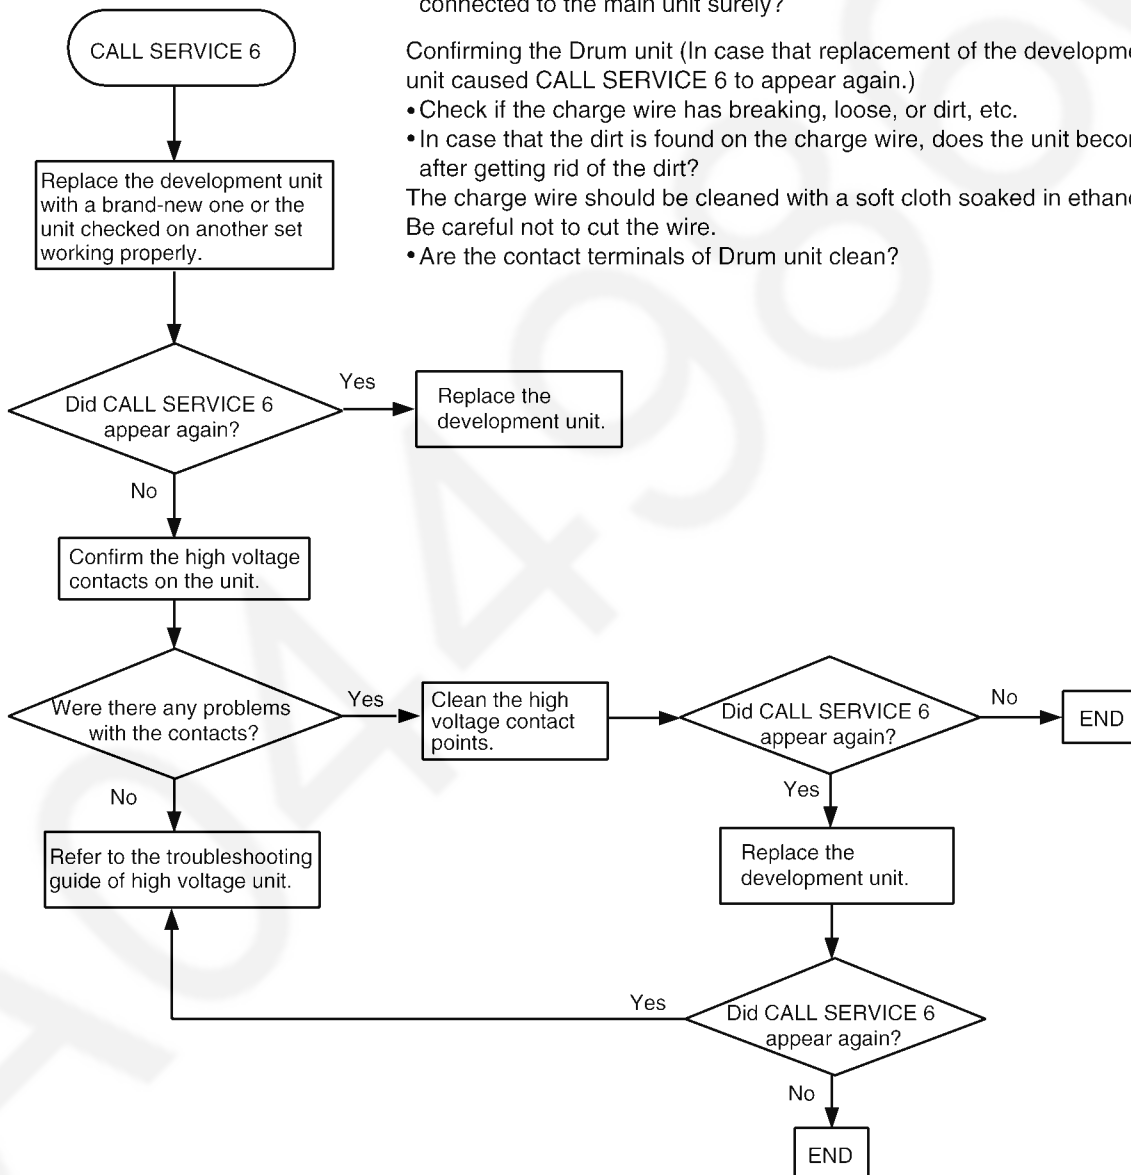 connected to the main unit surely?
CALL SERVICE 6
Confirming the Drum unit (In case that replacement of the developme
unit caused CALL SERVICE 6 to appear again.)
• Check if the charge wire has breaking, loose, or dirt, etc.
• In case that the dirt is found on the charge wire, does the unit becom
after getting rid of the dirt?
The charge wire should be cleaned with a soft cloth soaked in ethano
Be careful not to cut the wire.
• Are the contact terminals of Drum unit clean?
Replace the development unit
with a brand-new one or the
unit checked on another set
working properly.
Did CALL SERVICE 6
appear again?
Yes
Replace the
development unit.
No
Confirm the high voltage
contacts on the unit.
Were there any problems
with the contacts?
Yes
Clean the high
voltage contact
points.
Did CALL SERVICE 6
appear again?
No
END
No
Refer to the troubleshooting
guide of high voltage unit.
Yes
Replace the
development unit.
Did CALL SERVICE 6
appear again?
Yes
No
END